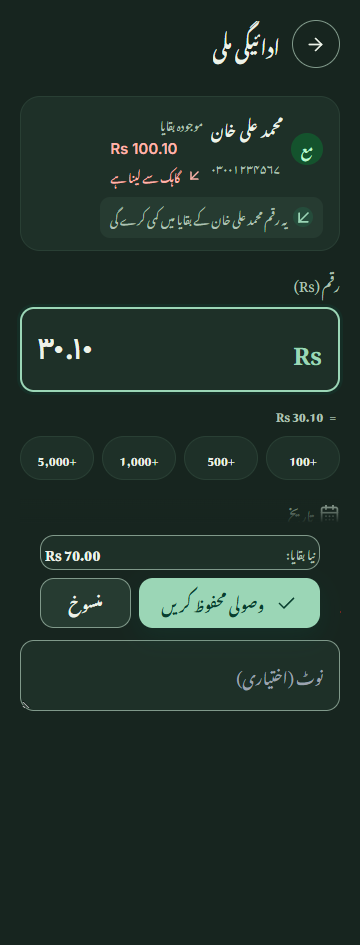 ادائیگی ملی
مع
محمد علی خان
۰۳۰۰۱۲۳۴۵۶۷
موجودہ بقایا
Rs 100.10
گاہک سے لینا ہے
یہ رقم محمد علی خان کے بقایا میں کمی کرے گی
رقم (Rs)
Rs
۳۰.۱۰
= Rs 30.10
100+
500+
1,000+
5,000+
تاریخ
نیا بقایا:
Rs 70.00
وصولی محفوظ کریں
منسوخ
نوٹ (اختیاری)